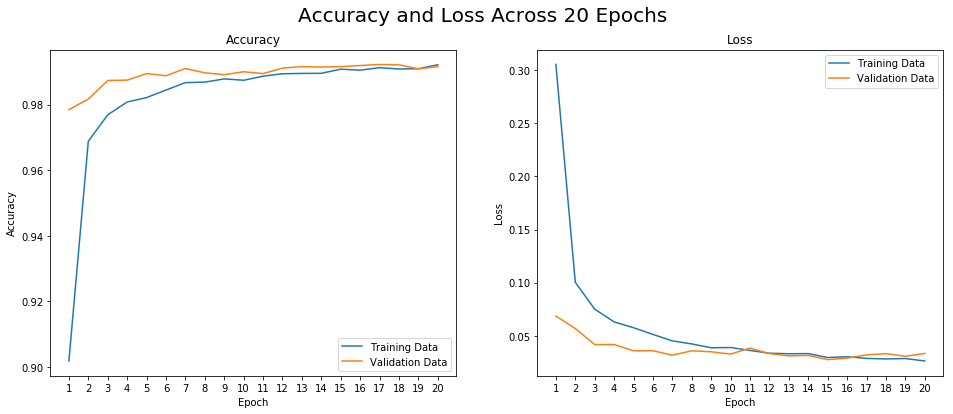 Accuracy and Loss Across 20 Epochs
Accuracy
Accuracy
0.98
0.96
0.94
0.92
0.90
Training Data
Validation Data
1 2 3 4 5 6 7 8 9 10 11 12 13 14 15 16 17 18 19 20
Epoch
Loss
Loss
0.30
0.25
0.20
0.15
0.10
0.05
Training Data
Validation Data
1 2 3 4 5 6 7 8 9 10 11 12 13 14 15 16 17 18 19 20
Epoch